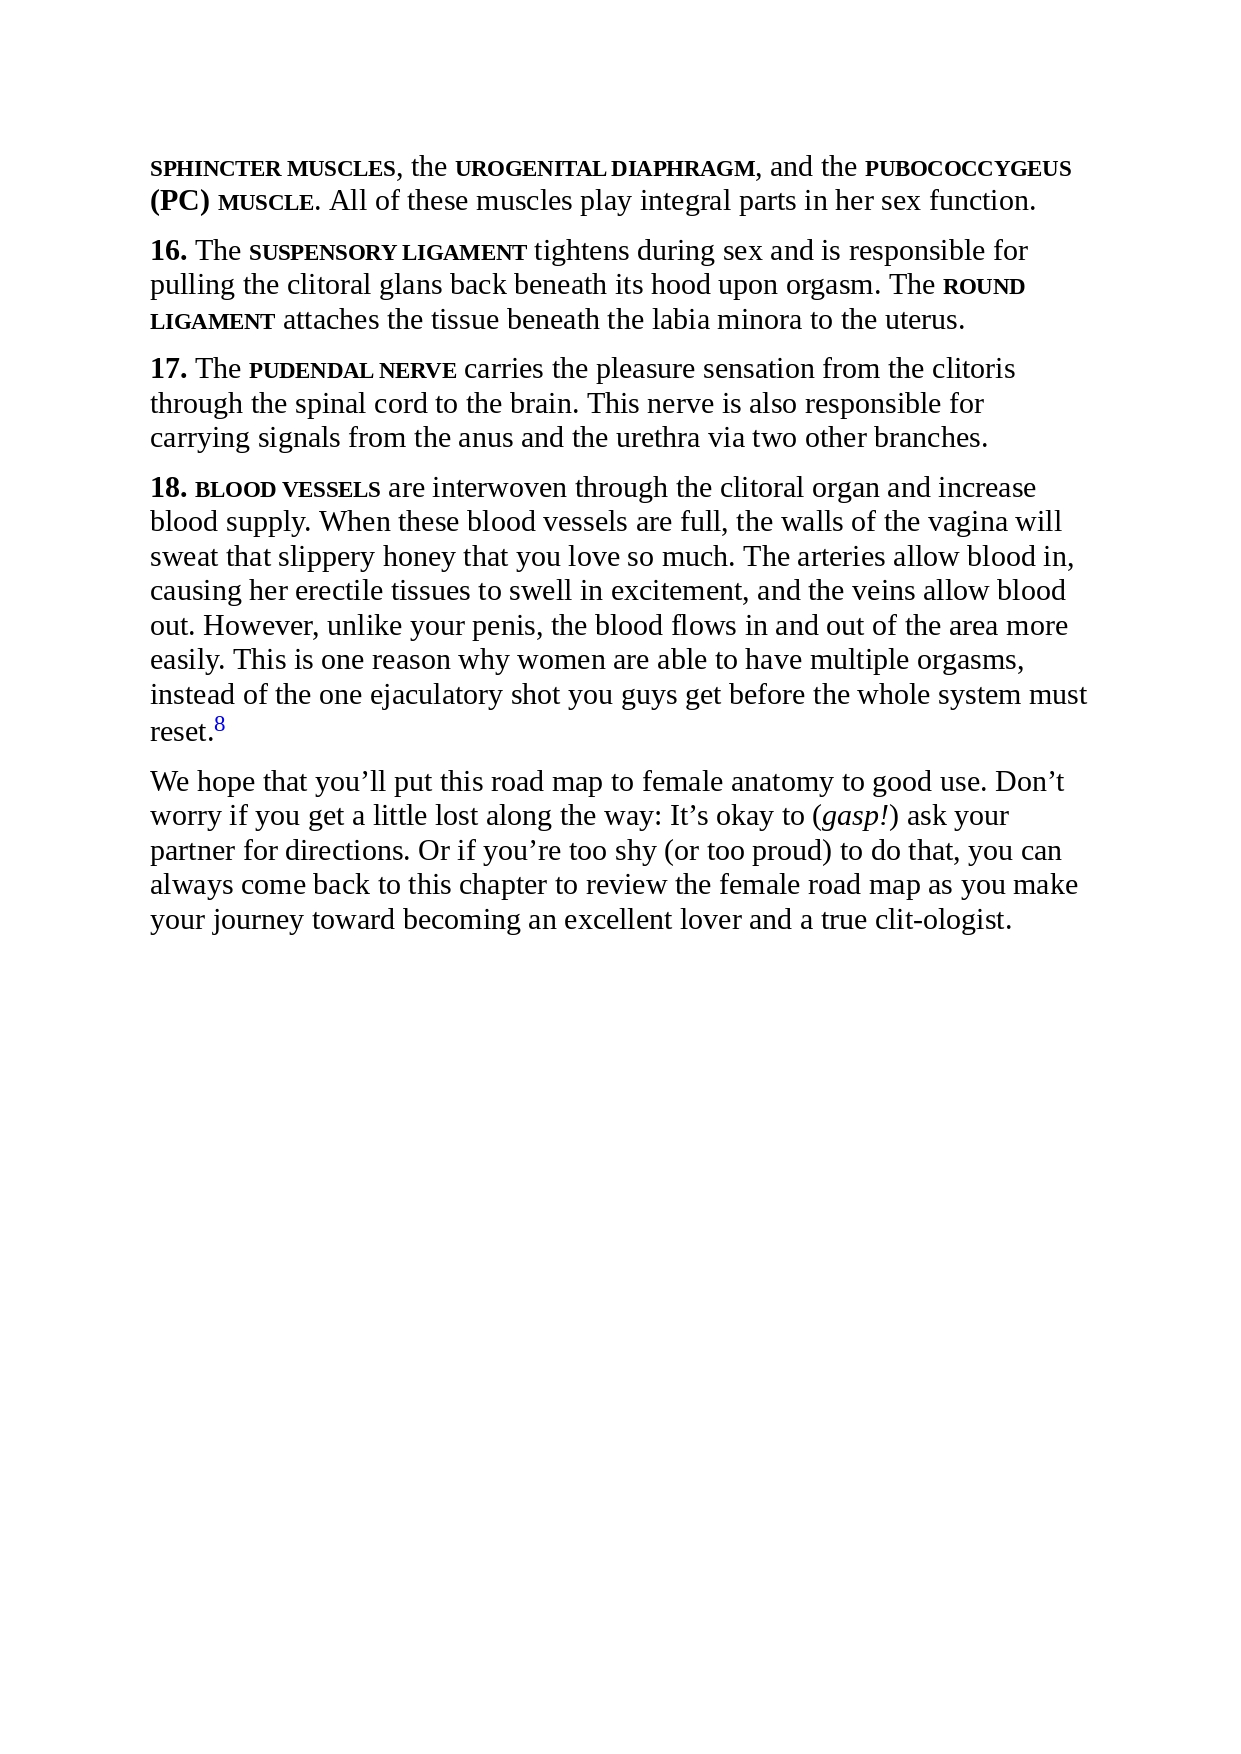 SPHINCTER MUSCLES, the UROGENITAL DIAPHRAGM, and the PUBOCOCCYGEUS
(PC) MUSCLE. All of these muscles play integral parts in her sex function.
16. The SUSPENSORY LIGAMENT tightens during sex and is responsible for
pulling the clitoral glans back beneath its hood upon orgasm. The ROUND
LIGAMENT attaches the tissue beneath the labia minora to the uterus.
17. The PUDENDAL NERVE carries the pleasure sensation from the clitoris
through the spinal cord to the brain. This nerve is also responsible for
carrying signals from the anus and the urethra via two other branches.
18. BLOOD VESSELS are interwoven through the clitoral organ and increase
blood supply. When these blood vessels are full, the walls of the vagina will
sweat that slippery honey that you love so much. The arteries allow blood in,
causing her erectile tissues to swell in excitement, and the veins allow blood
out. However, unlike your penis, the blood flows in and out of the area more
easily. This is one reason why women are able to have multiple orgasms,
instead of the one ejaculatory shot you guys get before the whole system must
reset.8
We hope that you’ll put this road map to female anatomy to good use. Don’t
worry if you get a little lost along the way: It’s okay to (gasp!) ask your
partner for directions. Or if you’re too shy (or too proud) to do that, you can
always come back to this chapter to review the female road map as you make
your journey toward becoming an excellent lover and a true clit-ologist.